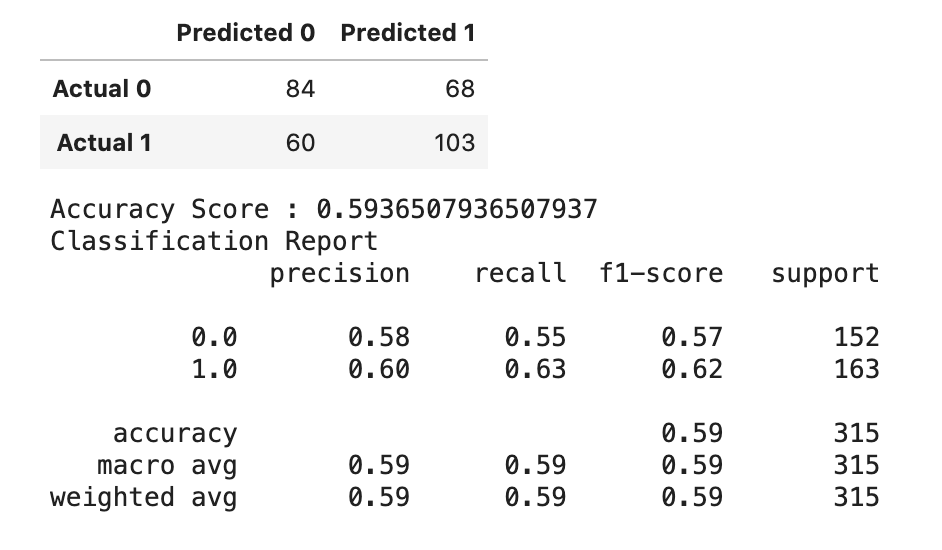 Predicted 0 Predicted 1
Actual 0 84 68
Actual 1 60 103
Accuracy Score : 0.5936507936507937
Classification Report
precision recall f1-score support
0.0 0.58 0.55 0.57 152
1.0 0.60 0.63 0.62 163
accuracy 0.59 315
macro avg 0.59 0.59 0.59 315
weighted avg 0.59 0.59 0.59 315